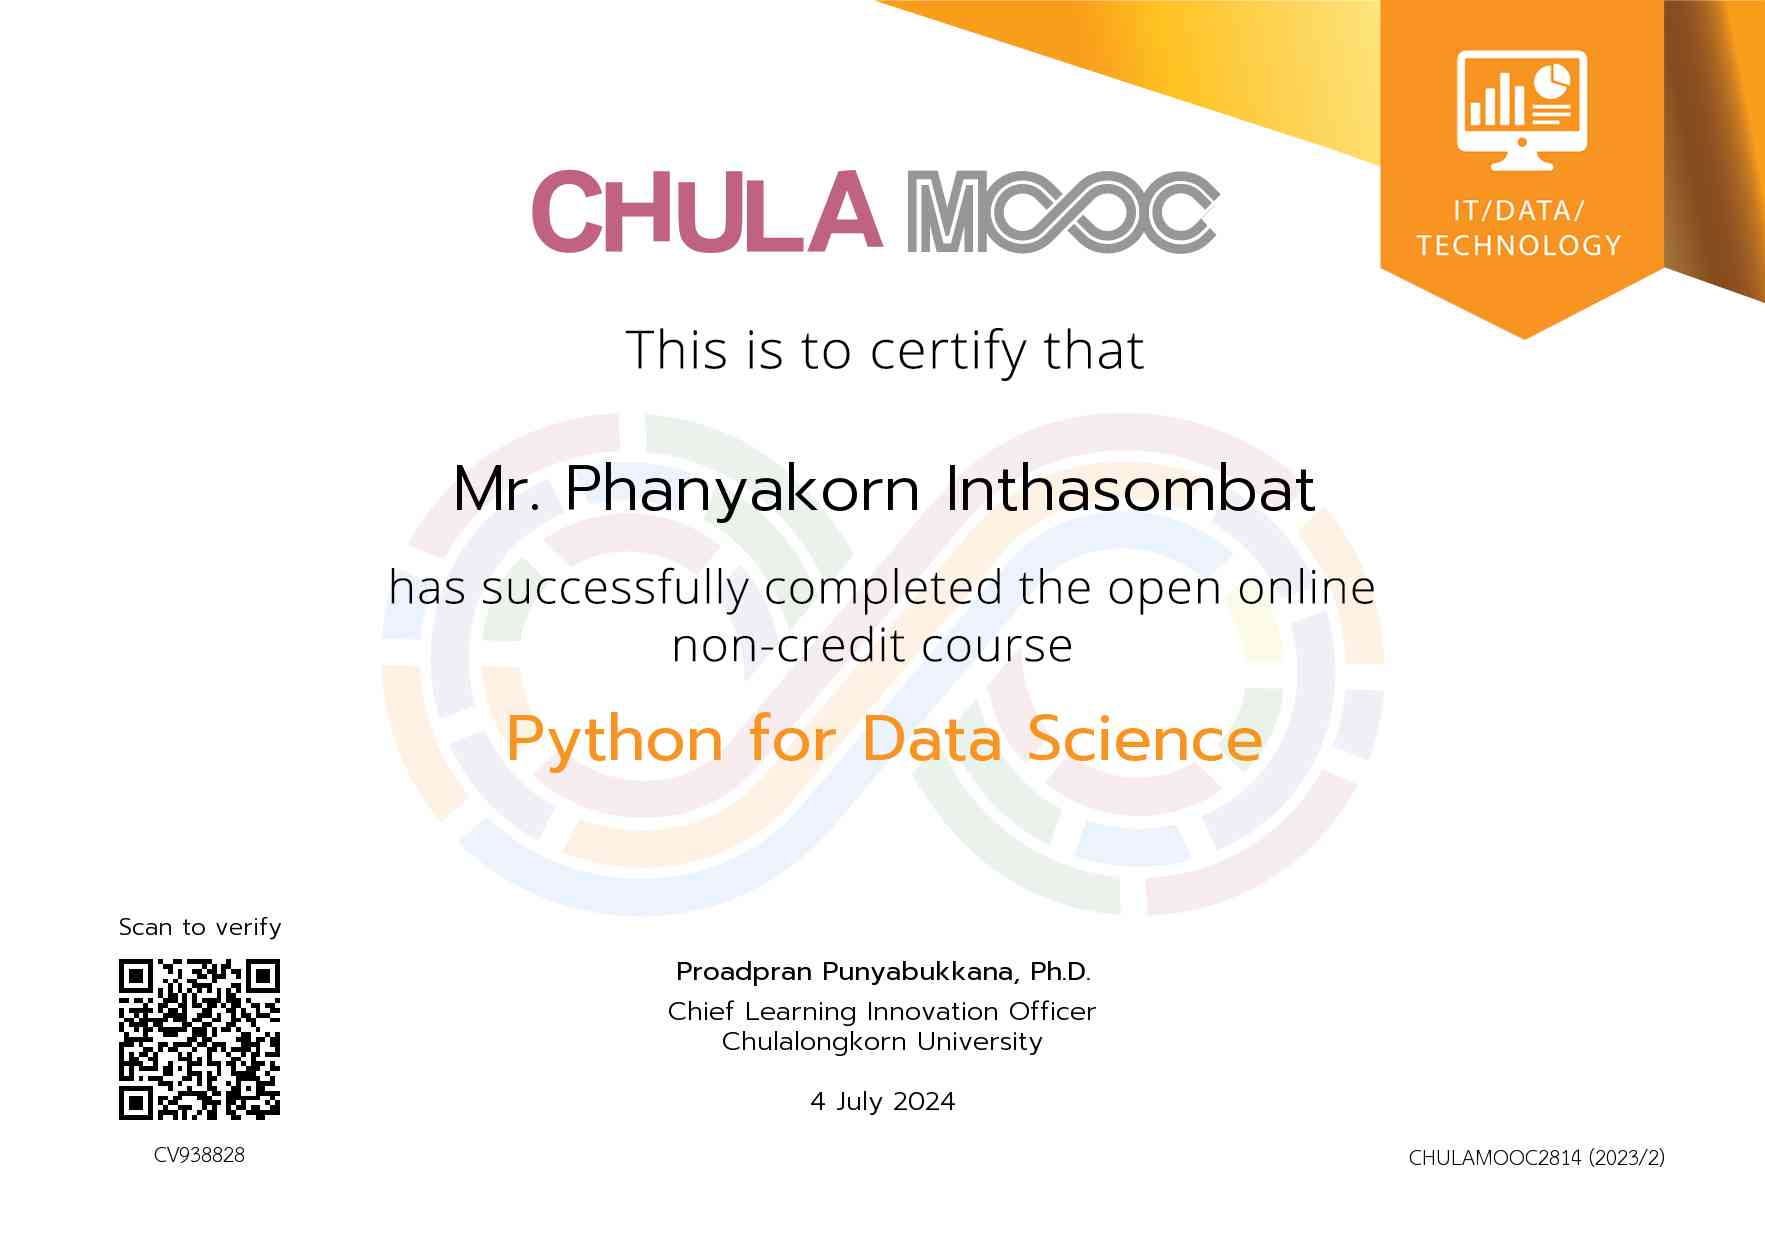 IT/DATA/
TECHNOLOGY
CHULA MOOC
This is to certify that
Mr. Phanyakorn Inthasombat
has successfully completed the open online
non-credit course
Python for Data Science
Scan to verify
Proadpran Punyabukkana, Ph.D.
Chief Learning Innovation Officer
Chulalongkorn University
4 July 2024
CV938828
CHULAMOOC2814 (2023/2)